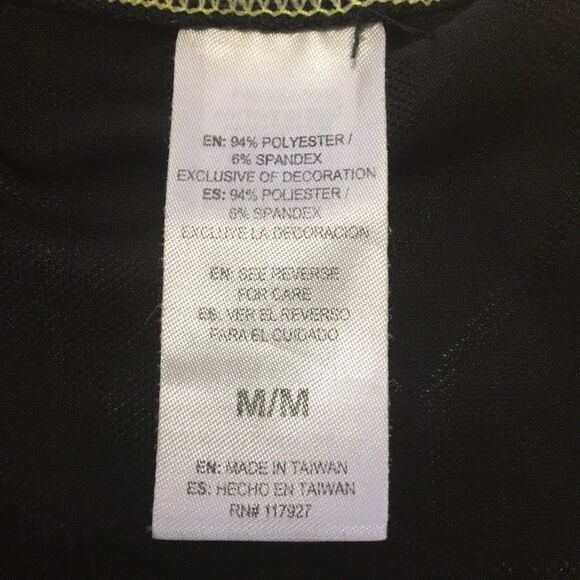 EN: 94% POLYESTER /
6% SPANDEX
EXCLUSIVE OF DECORATION
ES: 94% POLIESTER /
6% SPANDEX
EXCLUYE LA DECORACION
EN: SEE REVERSE
FOR CARE
ES: VER EL REVERSO
PARA EL CUIDADO
M/M
EN: MADE IN TAIWAN
ES: HECHO EN TAIWAN
RN# 117927